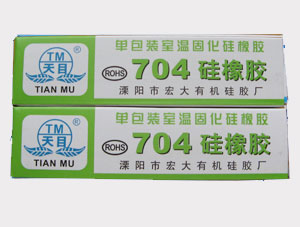 TM
天目
TIAN MU
单包装室温固化硅橡胶
ROHS 704 硅橡胶
溧阳市宏大有机硅胶厂
TM
天目
TIAN MU
单包装室温固化硅橡胶
ROHS 704 硅橡胶
溧阳市宏大有机硅胶厂